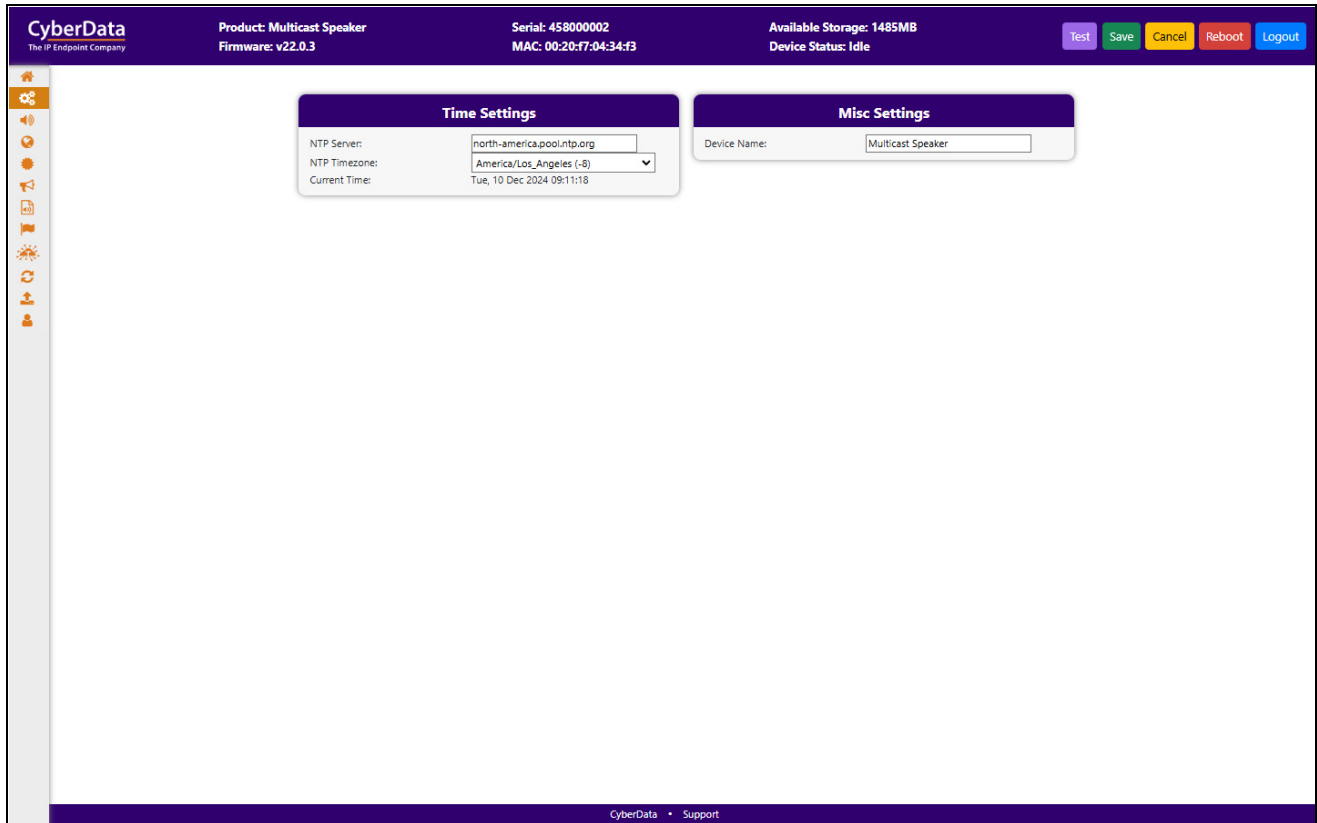 CyberData
The IP Endpoint Company
Product: Multicast Speaker
Firmware: v22.0.3
Serial: 458000002
MAC: 00:20:f7:04:34:f3
Available Storage: 1485MB
Device Status: Idle
Test Save Cancel Reboot Logout
Time Settings
NTP Server: north-america.pool.ntp.org
NTP Timezone: America/Los_Angeles (-8)
Current Time: Tue, 10 Dec 2024 09:11:18
Misc Settings
Device Name: Multicast Speaker
CyberData • Support